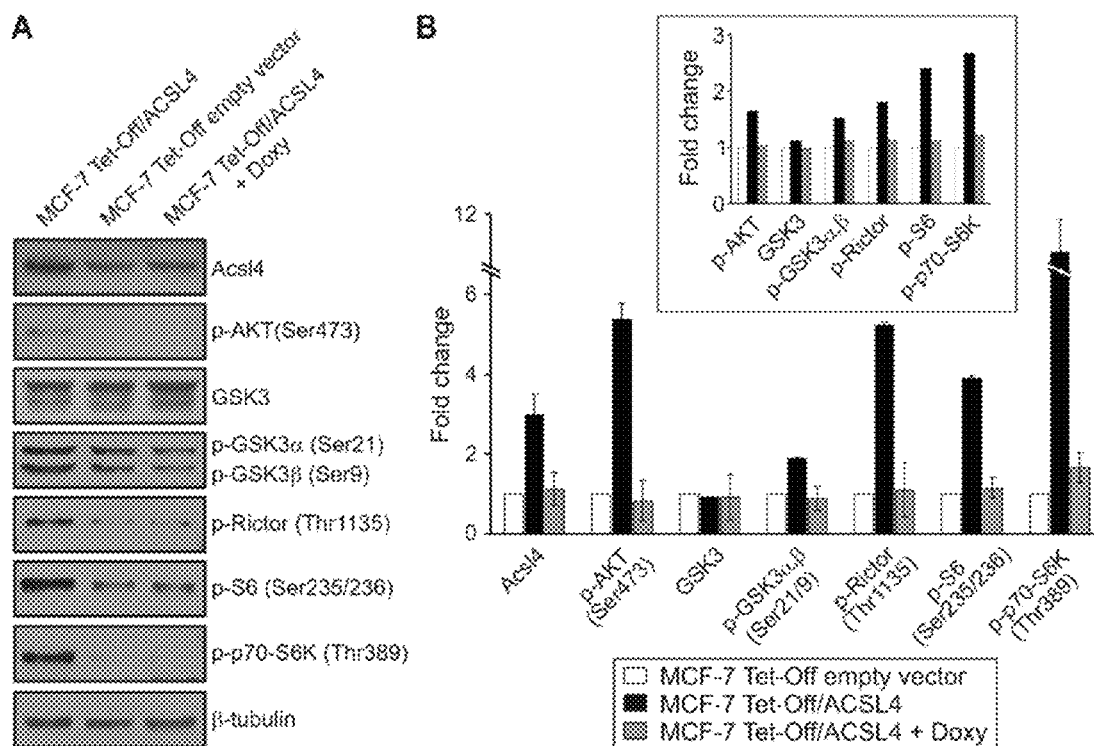 A
MCF-7 Tet-Off/ACSL4
MCF-7 Tet-Off empty vector
MCF-7 Tet-Off/ACSL4
+ Doxy
Acsl4
p-AKT(Ser473)
GSK3
p-GSK3α (Ser21)
p-GSK3β (Ser9)
p-Rictor (Thr1135)
p-S6 (Ser235/236)
p-p70-S6K (Thr389)
β-tubulin
B
Fold change
3
2
1
0
p-AKT
GSK3
p-GSK3α,β
p-Rictor
p-S6
p-p70-S6K
Fold change
12
8
6
4
2
0
Acsl4
p-AKT
(Ser473)
GSK3
p-GSK3α,β
(Ser21/9)
p-Rictor
(Thr1135)
p-S6
(Ser235/236)
p-p70-S6K
(Thr389)
MCF-7 Tet-Off empty vector
MCF-7 Tet-Off/ACSL4
MCF-7 Tet-Off/ACSL4 + Doxy